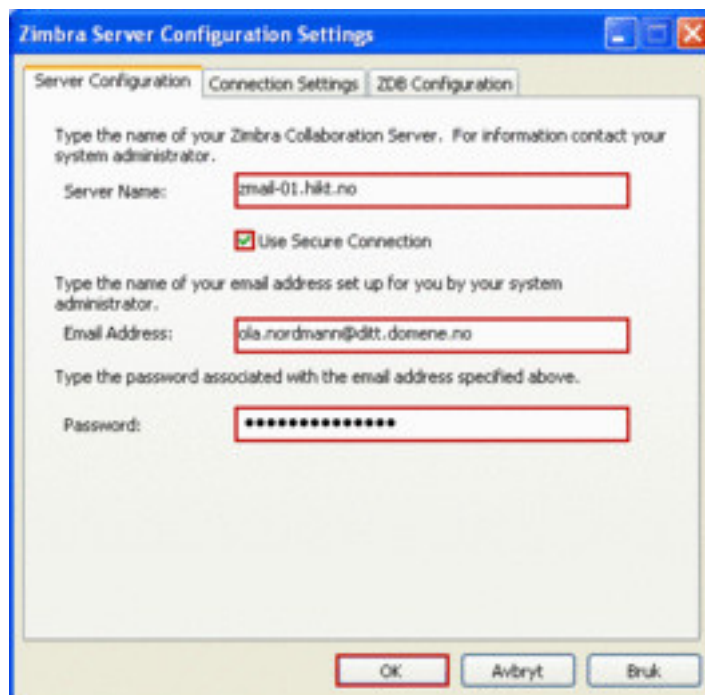 Zimbra Server Configuration Settings
Server Configuration Connection Settings ZDB Configuration
Type the name of your Zimbra Collaboration Server. For information contact your
system administrator.
Server Name: zmail-01.hikt.no
Use Secure Connection
Type the name of your email address set up for you by your system
administrator.
Email Address: ola.nordmann@ditt.domene.no
Type the password associated with the email address specified above.
Password: ••••••••••••••
OK Avbryt Bruk